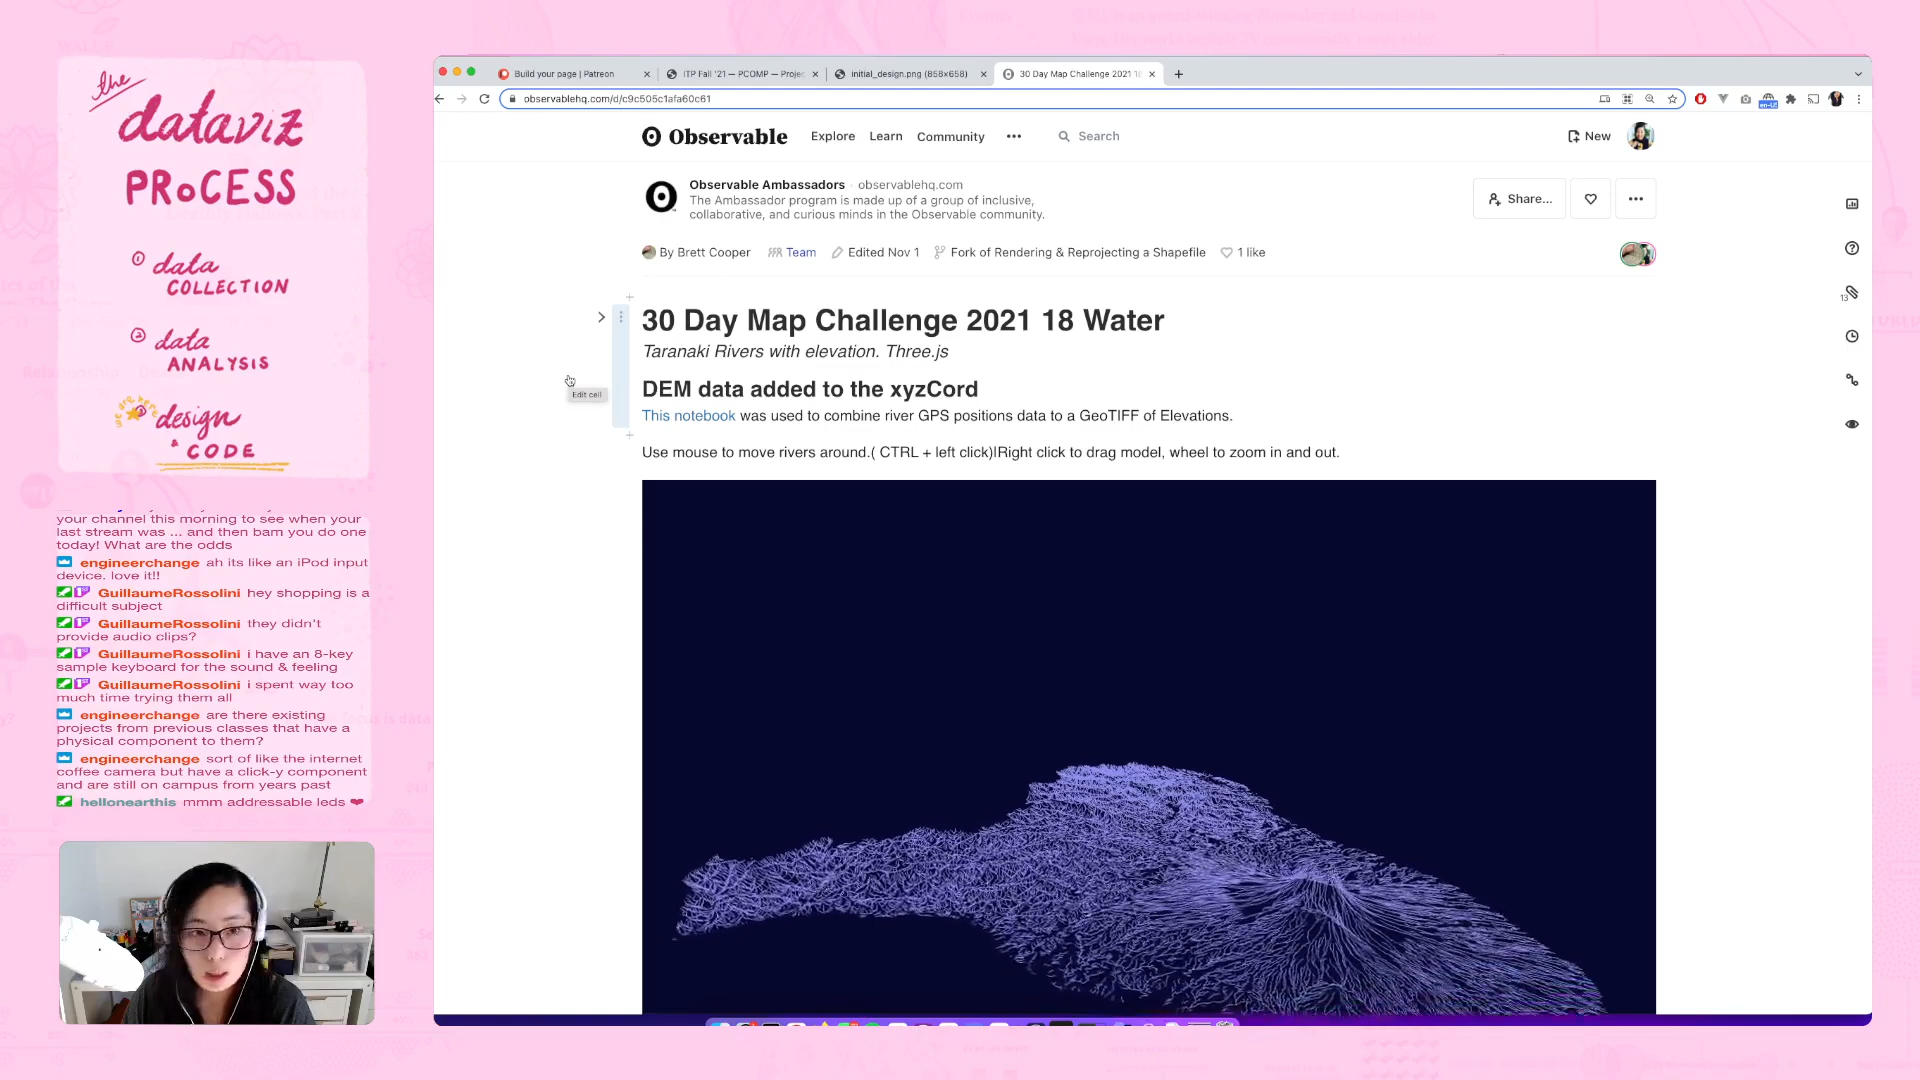 the
dataviz
PROCESS
① data
COLLECTION
② data
ANALYSIS
we are here
③ design
& CODE
your channel this morning to see when your
last stream was ... and then bam you do one
today! What are the odds
engineerchange ah its like an iPod input
device. love it!!
GuillaumeRossolini hey shopping is a
difficult subject
GuillaumeRossolini they didn't
provide audio clips?
GuillaumeRossolini i have an 8-key
sample keyboard for the sound & feeling
GuillaumeRossolini i spent way too
much time trying them all
engineerchange are there existing
projects from previous classes that have a
physical component to them?
engineerchange sort of like the internet
coffee camera but have a click-y component
and are still on campus from years past
hellonearthis mmm addressable leds ❤
Build your page | Patreon
ITP Fall '21 — PCOMP — Projec
initial_design.png (858×658)
30 Day Map Challenge 2021 18
observablehq.com/d/c9c505c1afa60c61
en-US
Observable
Explore Learn Community ••• Search
New
Observable Ambassadors · observablehq.com
The Ambassador program is made up of a group of inclusive,
collaborative, and curious minds in the Observable community.
Share...
By Brett Cooper Team Edited Nov 1 Fork of Rendering & Reprojecting a Shapefile 1 like
13
30 Day Map Challenge 2021 18 Water
Taranaki Rivers with elevation. Three.js
Edit cell
DEM data added to the xyzCord
This notebook was used to combine river GPS positions data to a GeoTIFF of Elevations.
Use mouse to move rivers around.( CTRL + left click)|Right click to drag model, wheel to zoom in and out.